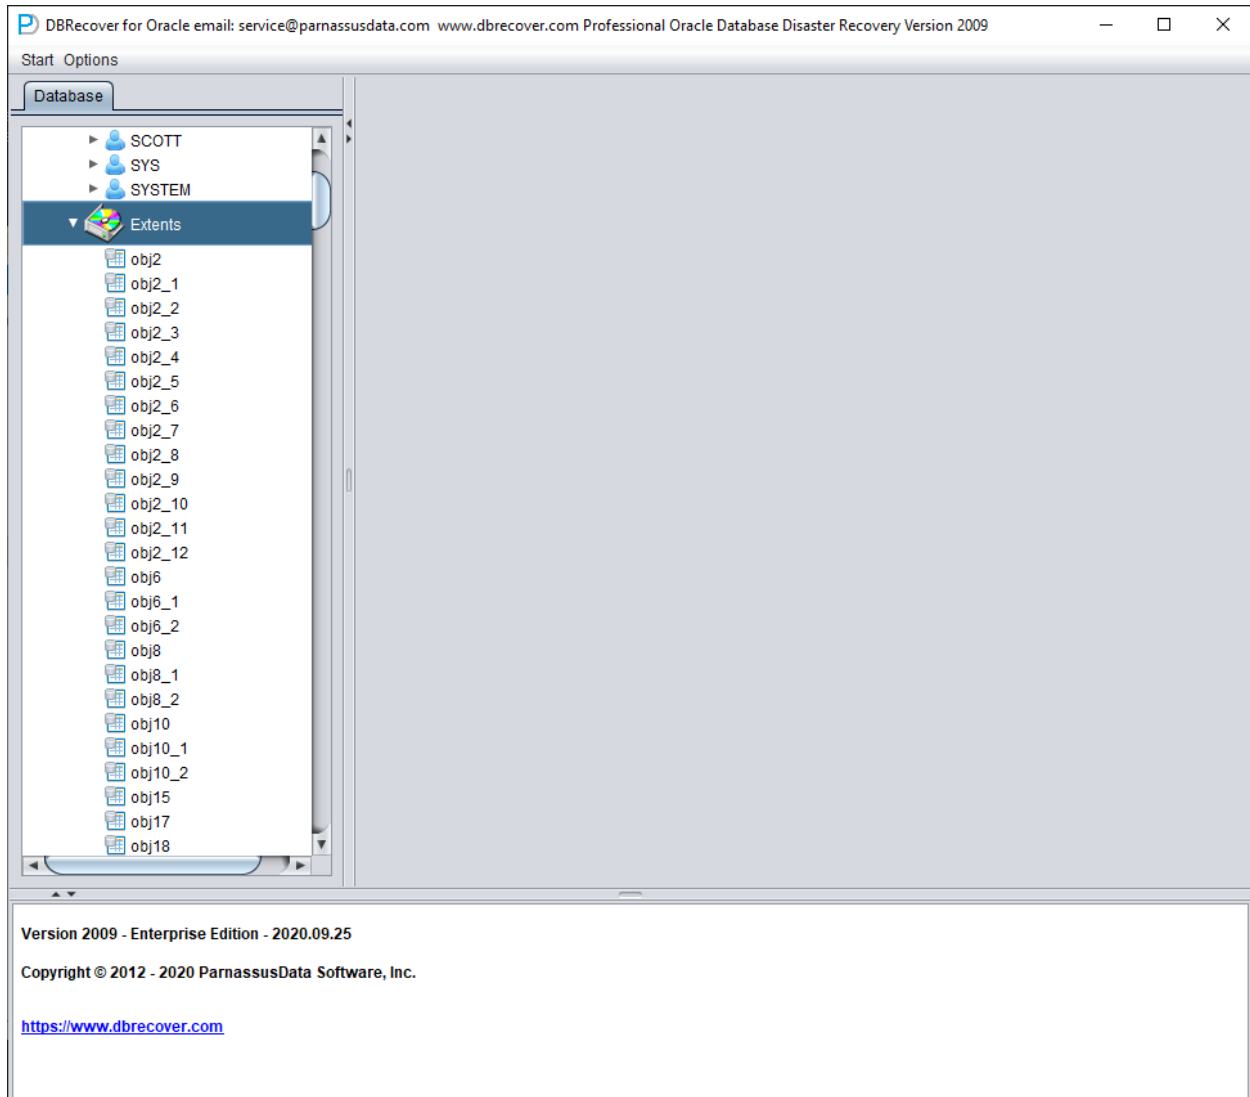 DBRecover for Oracle email: service@parnassusdata.com  www.dbrecover.com Professional Oracle Database Disaster Recovery Version 2009
Start Options
Database
SCOTT
SYS
SYSTEM
Extents
obj2
obj2_1
obj2_2
obj2_3
obj2_4
obj2_5
obj2_6
obj2_7
obj2_8
obj2_9
obj2_10
obj2_11
obj2_12
obj6
obj6_1
obj6_2
obj8
obj8_1
obj8_2
obj10
obj10_1
obj10_2
obj15
obj17
obj18
Version 2009 - Enterprise Edition - 2020.09.25
Copyright © 2012 - 2020 ParnassusData Software, Inc.
https://www.dbrecover.com